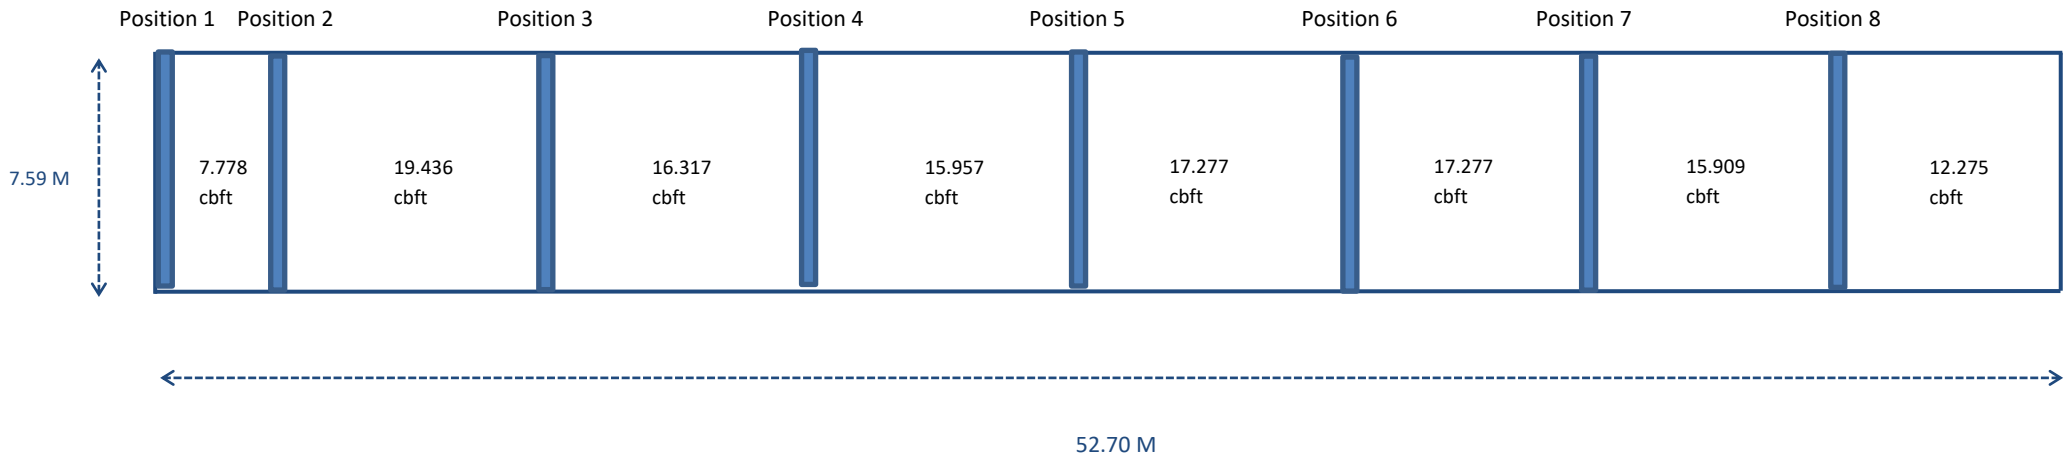 Position 1 Position 2 Position 3 Position 4 Position 5 Position 6 Position 7 Position 8
7.59 M
7.778
cbft
19.436
cbft
16.317
cbft
15.957
cbft
17.277
cbft
17.277
cbft
15.909
cbft
12.275
cbft
52.70 M